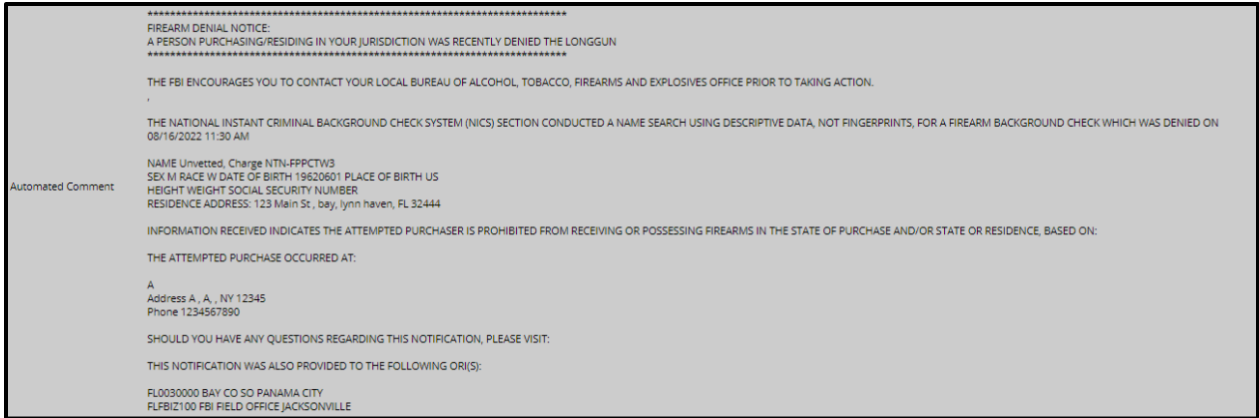 ******************************************************************************
FIREARM DENIAL NOTICE:
A PERSON PURCHASING/RESIDING IN YOUR JURISDICTION WAS RECENTLY DENIED THE LONGGUN
******************************************************************************
THE FBI ENCOURAGES YOU TO CONTACT YOUR LOCAL BUREAU OF ALCOHOL, TOBACCO, FIREARMS AND EXPLOSIVES OFFICE PRIOR TO TAKING ACTION.
,
THE NATIONAL INSTANT CRIMINAL BACKGROUND CHECK SYSTEM (NICS) SECTION CONDUCTED A NAME SEARCH USING DESCRIPTIVE DATA, NOT FINGERPRINTS, FOR A FIREARM BACKGROUND CHECK WHICH WAS DENIED ON
08/16/2022 11:30 AM
NAME Unvetted, Charge NTN-FPPCTW3
SEX M RACE W DATE OF BIRTH 19620601 PLACE OF BIRTH US
Automated Comment
HEIGHT WEIGHT SOCIAL SECURITY NUMBER
RESIDENCE ADDRESS: 123 Main St , bay, lynn haven, FL 32444
INFORMATION RECEIVED INDICATES THE ATTEMPTED PURCHASER IS PROHIBITED FROM RECEIVING OR POSSESSING FIREARMS IN THE STATE OF PURCHASE AND/OR STATE OR RESIDENCE, BASED ON:
THE ATTEMPTED PURCHASE OCCURRED AT:
A
Address A , A, , NY 12345
Phone 1234567890
SHOULD YOU HAVE ANY QUESTIONS REGARDING THIS NOTIFICATION, PLEASE VISIT:
THIS NOTIFICATION WAS ALSO PROVIDED TO THE FOLLOWING ORI(S):
FL0030000 BAY CO SO PANAMA CITY
FLFBIZ100 FBI FIELD OFFICE JACKSONVILLE